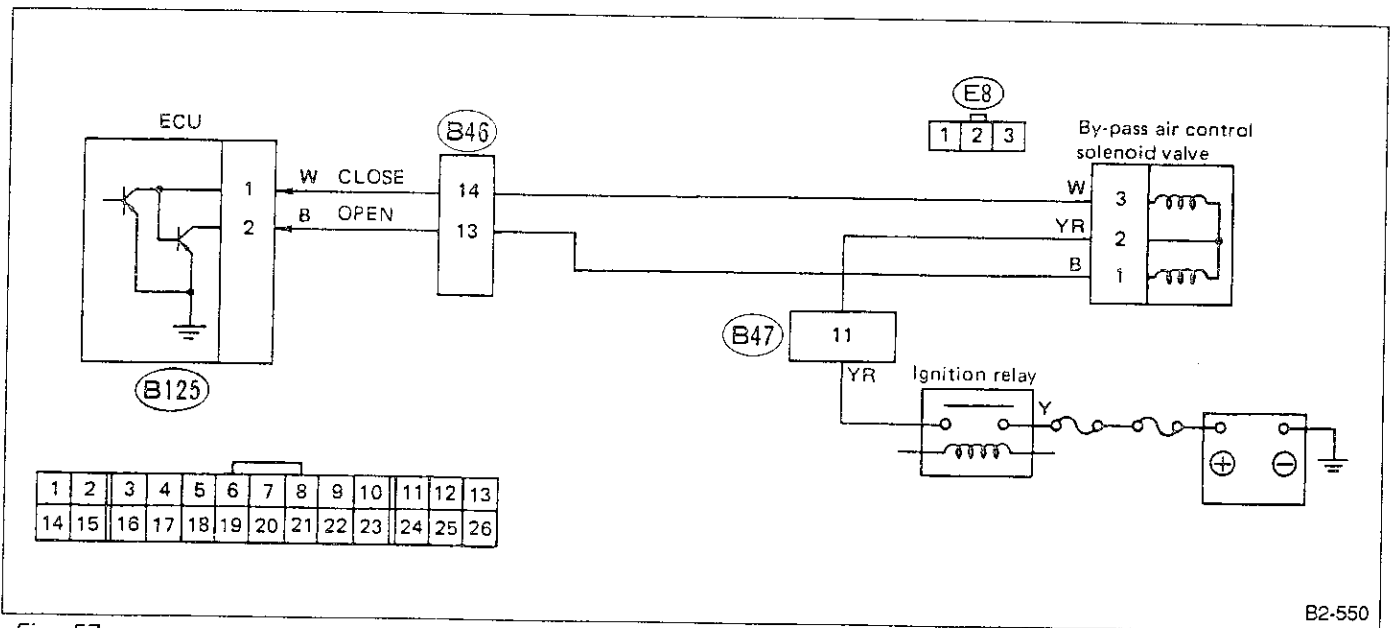 E8
ECU
B46
1 2 3
By-pass air control
solenoid valve
1 W CLOSE 14 W 3
2 B OPEN 13 YR 2
B 1
B47 11
YR
Ignition relay
Y
B125
+ −
1 2 3 4 5 6 7 8 9 10 11 12 13
14 15 16 17 18 19 20 21 22 23 24 25 26
B2-550